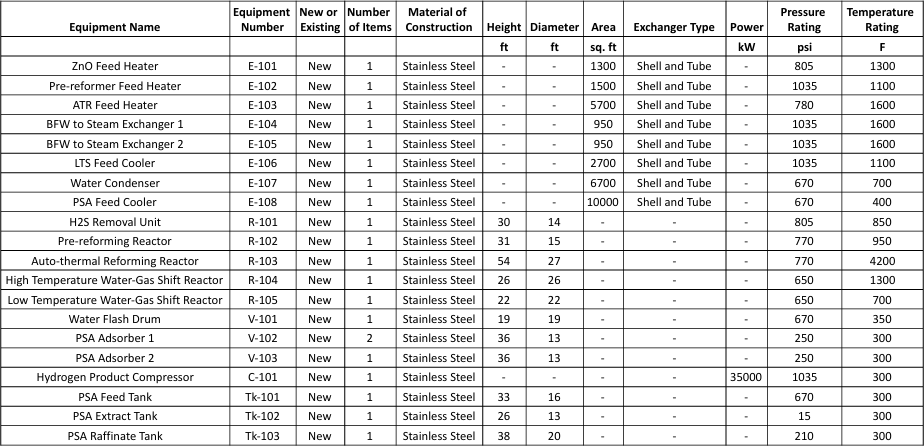 Equipment Name Equipment Number New or Existing Number of Items Material of Construction Height Diameter Area Exchanger Type Power Pressure Rating Temperature Rating
ft ft sq. ft kW psi F
ZnO Feed Heater E-101 New 1 Stainless Steel - - 1300 Shell and Tube - 805 1300
Pre-reformer Feed Heater E-102 New 1 Stainless Steel - - 1500 Shell and Tube - 1035 1100
ATR Feed Heater E-103 New 1 Stainless Steel - - 5700 Shell and Tube - 780 1600
BFW to Steam Exchanger 1 E-104 New 1 Stainless Steel - - 950 Shell and Tube - 1035 1600
BFW to Steam Exchanger 2 E-105 New 1 Stainless Steel - - 950 Shell and Tube - 1035 1600
LTS Feed Cooler E-106 New 1 Stainless Steel - - 2700 Shell and Tube - 1035 1100
Water Condenser E-107 New 1 Stainless Steel - - 6700 Shell and Tube - 670 700
PSA Feed Cooler E-108 New 1 Stainless Steel - - 10000 Shell and Tube - 670 400
H2S Removal Unit R-101 New 1 Stainless Steel 30 14 - - - 805 850
Pre-reforming Reactor R-102 New 1 Stainless Steel 31 15 - - - 770 950
Auto-thermal Reforming Reactor R-103 New 1 Stainless Steel 54 27 - - - 770 4200
High Temperature Water-Gas Shift Reactor R-104 New 1 Stainless Steel 26 26 - - - 650 1300
Low Temperature Water-Gas Shift Reactor R-105 New 1 Stainless Steel 22 22 - - - 650 700
Water Flash Drum V-101 New 1 Stainless Steel 19 19 - - - 670 350
PSA Adsorber 1 V-102 New 2 Stainless Steel 36 13 - - - 250 300
PSA Adsorber 2 V-103 New 1 Stainless Steel 36 13 - - - 250 300
Hydrogen Product Compressor C-101 New 1 Stainless Steel - - - - 35000 1035 300
PSA Feed Tank Tk-101 New 1 Stainless Steel 33 16 - - - 670 300
PSA Extract Tank Tk-102 New 1 Stainless Steel 26 13 - - - 15 300
PSA Raffinate Tank Tk-103 New 1 Stainless Steel 38 20 - - - 210 300